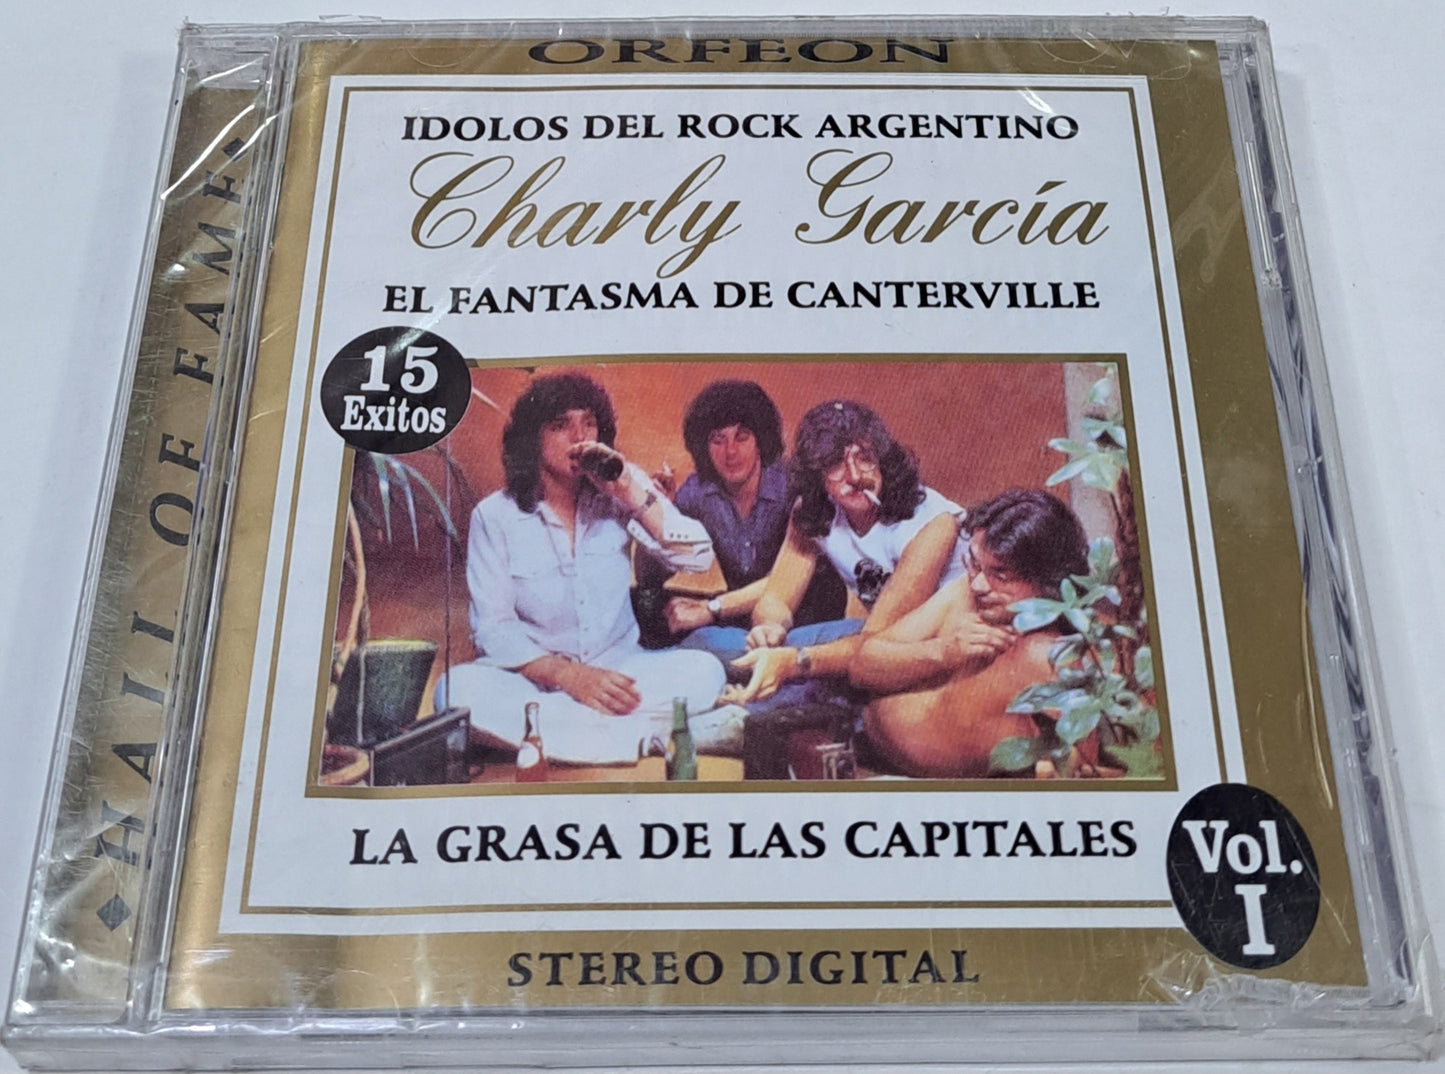 ORFEON
IDOLOS DEL ROCK ARGENTINO
Charly García
EL FANTASMA DE CANTERVILLE
15
Exitos
LA GRASA DE LAS CAPITALES
Vol.
I
STEREO DIGITAL
HALL OF FAME